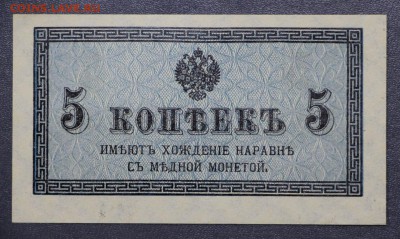 5 КОПѢЕКЪ 5
ИМѢЮТЪ ХОЖДЕНІЕ НАРАВНѢ
СЪ МѢДНОЙ МОНЕТОЙ.